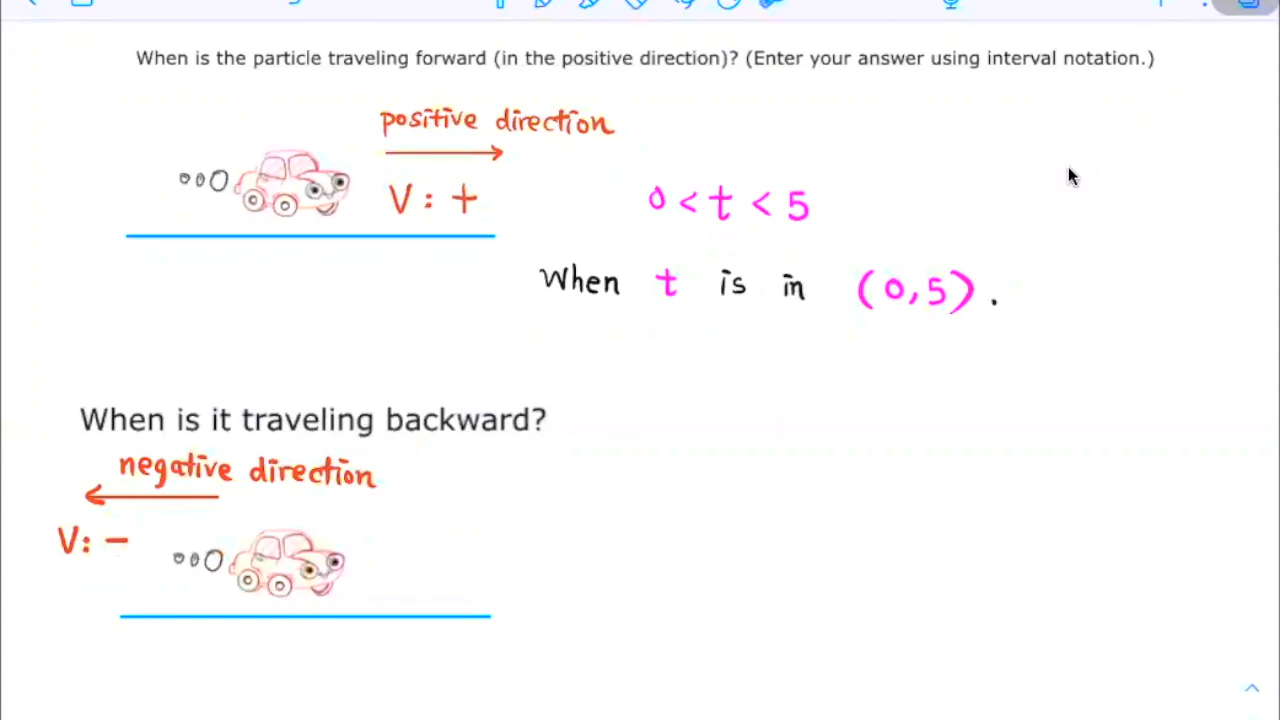 When is the particle traveling forward (in the positive direction)? (Enter your answer using interval notation.)
positive direction
V: +
0 < t < 5
When t is in (0,5).
When is it traveling backward?
negative direction
V: -